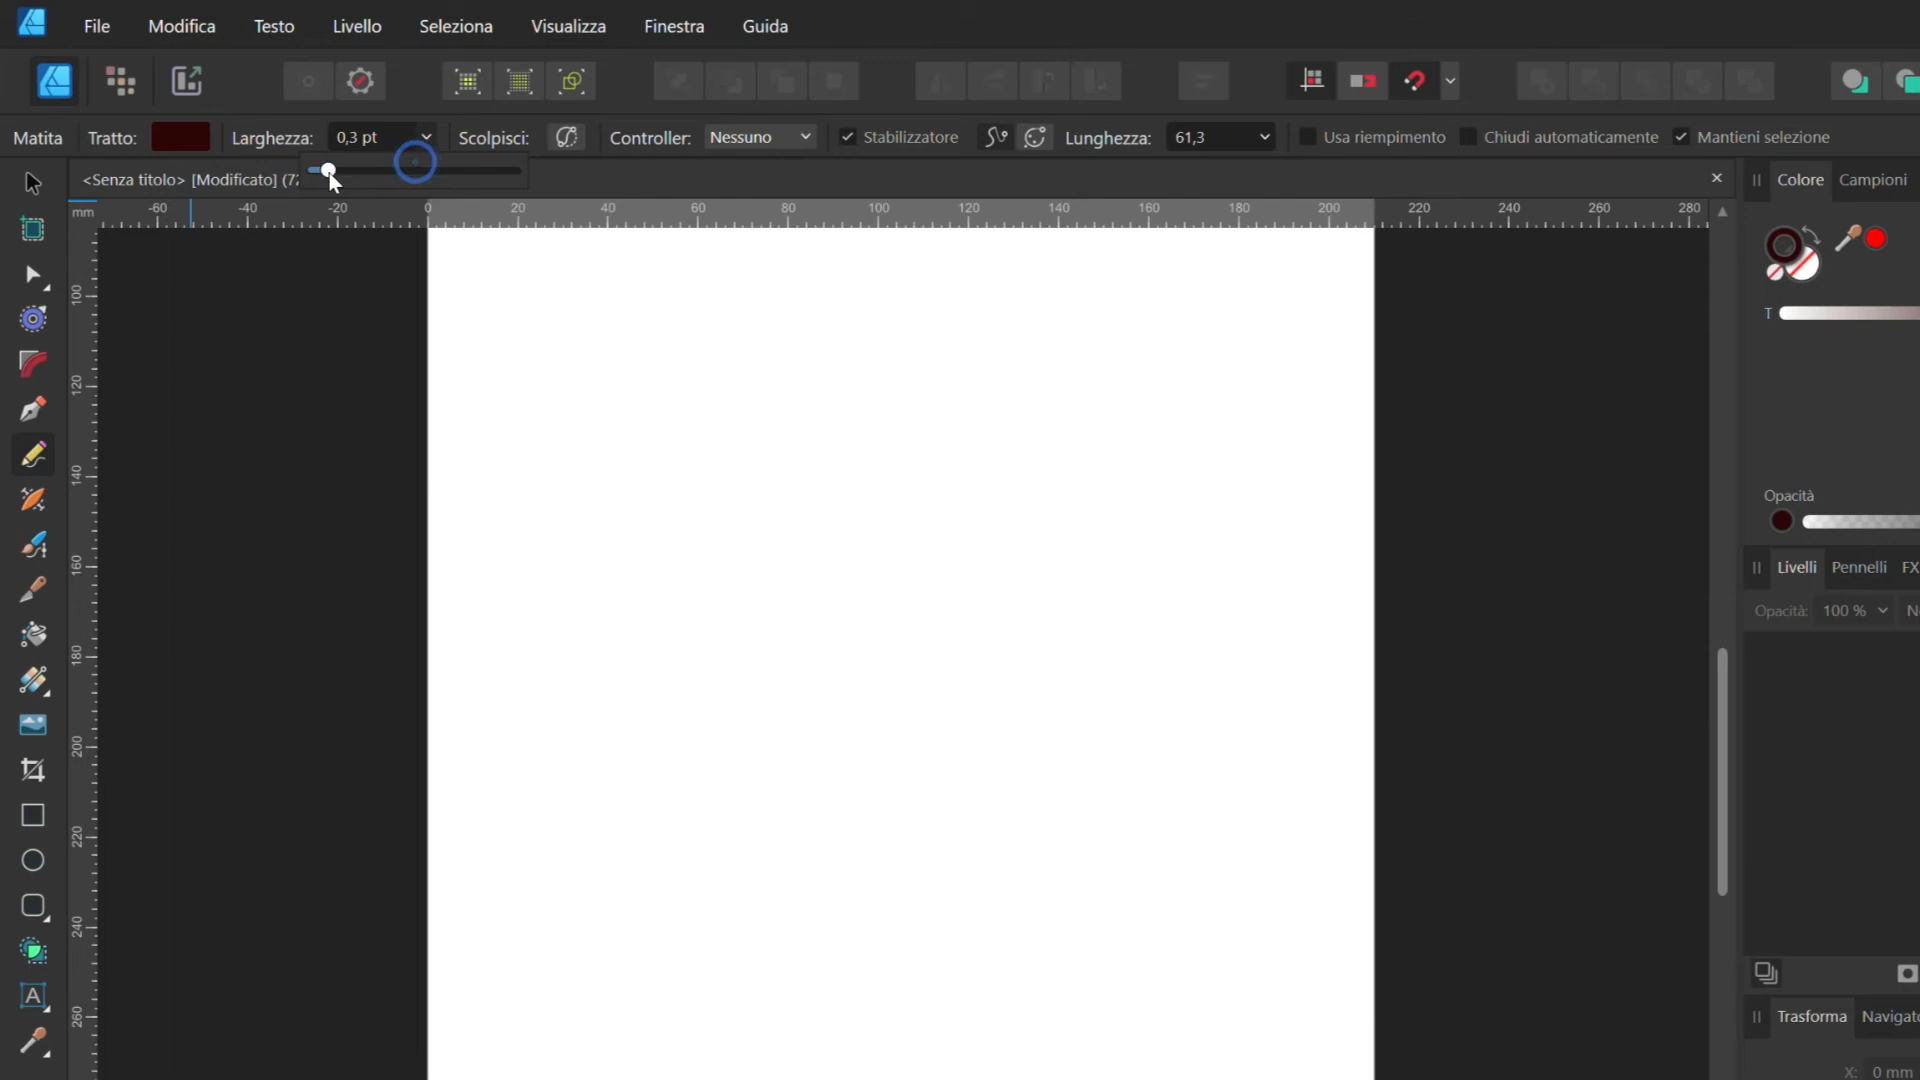 File Modifica Testo Livello Seleziona Visualizza Finestra Guida
Matita Tratto: Larghezza: 0,3 pt Scolpisci: Controller: Nessuno Stabilizzatore Lunghezza: 61,3 Usa riempimento Chiudi automaticamente Mantieni selezione
<Senza titolo> [Modificato] (72
Colore Campioni
mm -60 -40 -20 0 20 40 60 80 100 120 140 160 180 200 220 240 260 280
100
120
140
160
180
200
220
240
260
T
Opacità
Livelli Pennelli FX
Opacità: 100 %
Trasforma Navigato
X: 0 mm
A